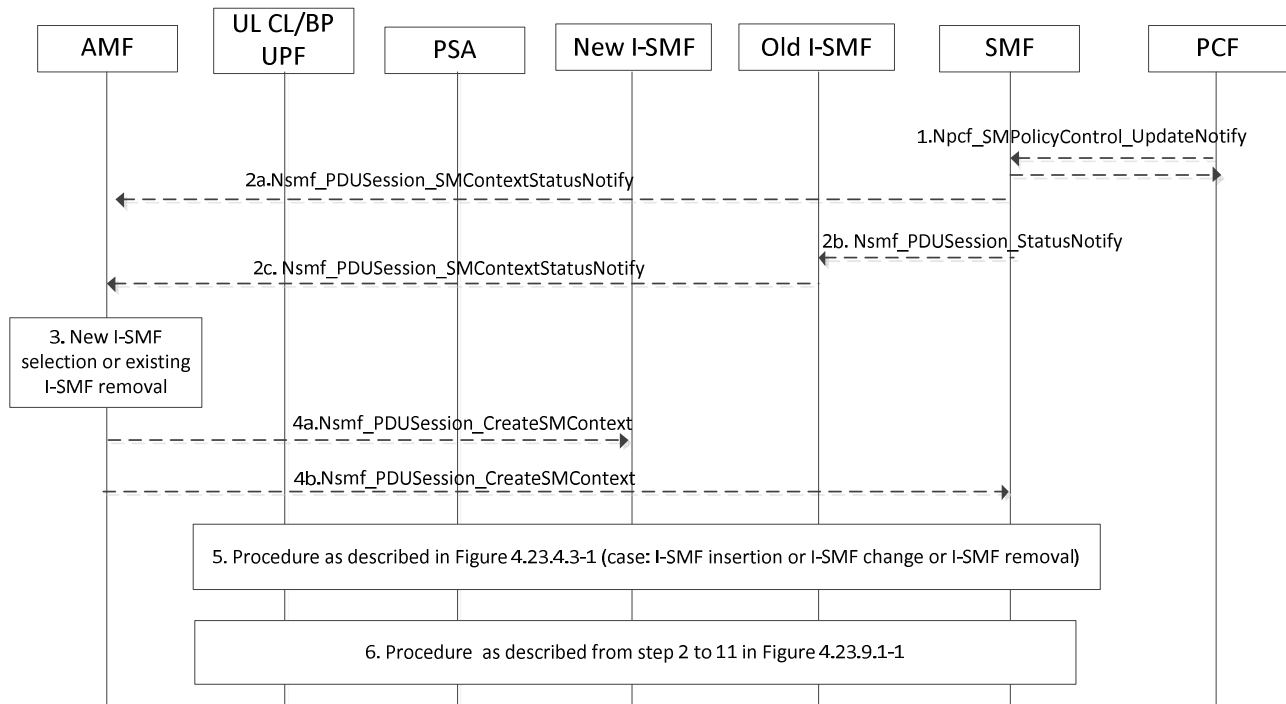 AMF
UL CL/BP
UPF
PSA
New I-SMF
Old I-SMF
SMF
PCF
1.Npcf_SMPolicyControl_UpdateNotify
2a.Nsmf_PDUSession_SMContextStatusNotify
2b. Nsmf_PDUSession_StatusNotify
2c. Nsmf_PDUSession_SMContextStatusNotify
3. New I-SMF
selection or existing
I-SMF removal
4a.Nsmf_PDUSession_CreateSMContext
4b.Nsmf_PDUSession_CreateSMContext
5. Procedure as described in Figure 4.23.4.3-1 (case: I-SMF insertion or I-SMF change or I-SMF removal)
6. Procedure as described from step 2 to 11 in Figure 4.23.9.1-1